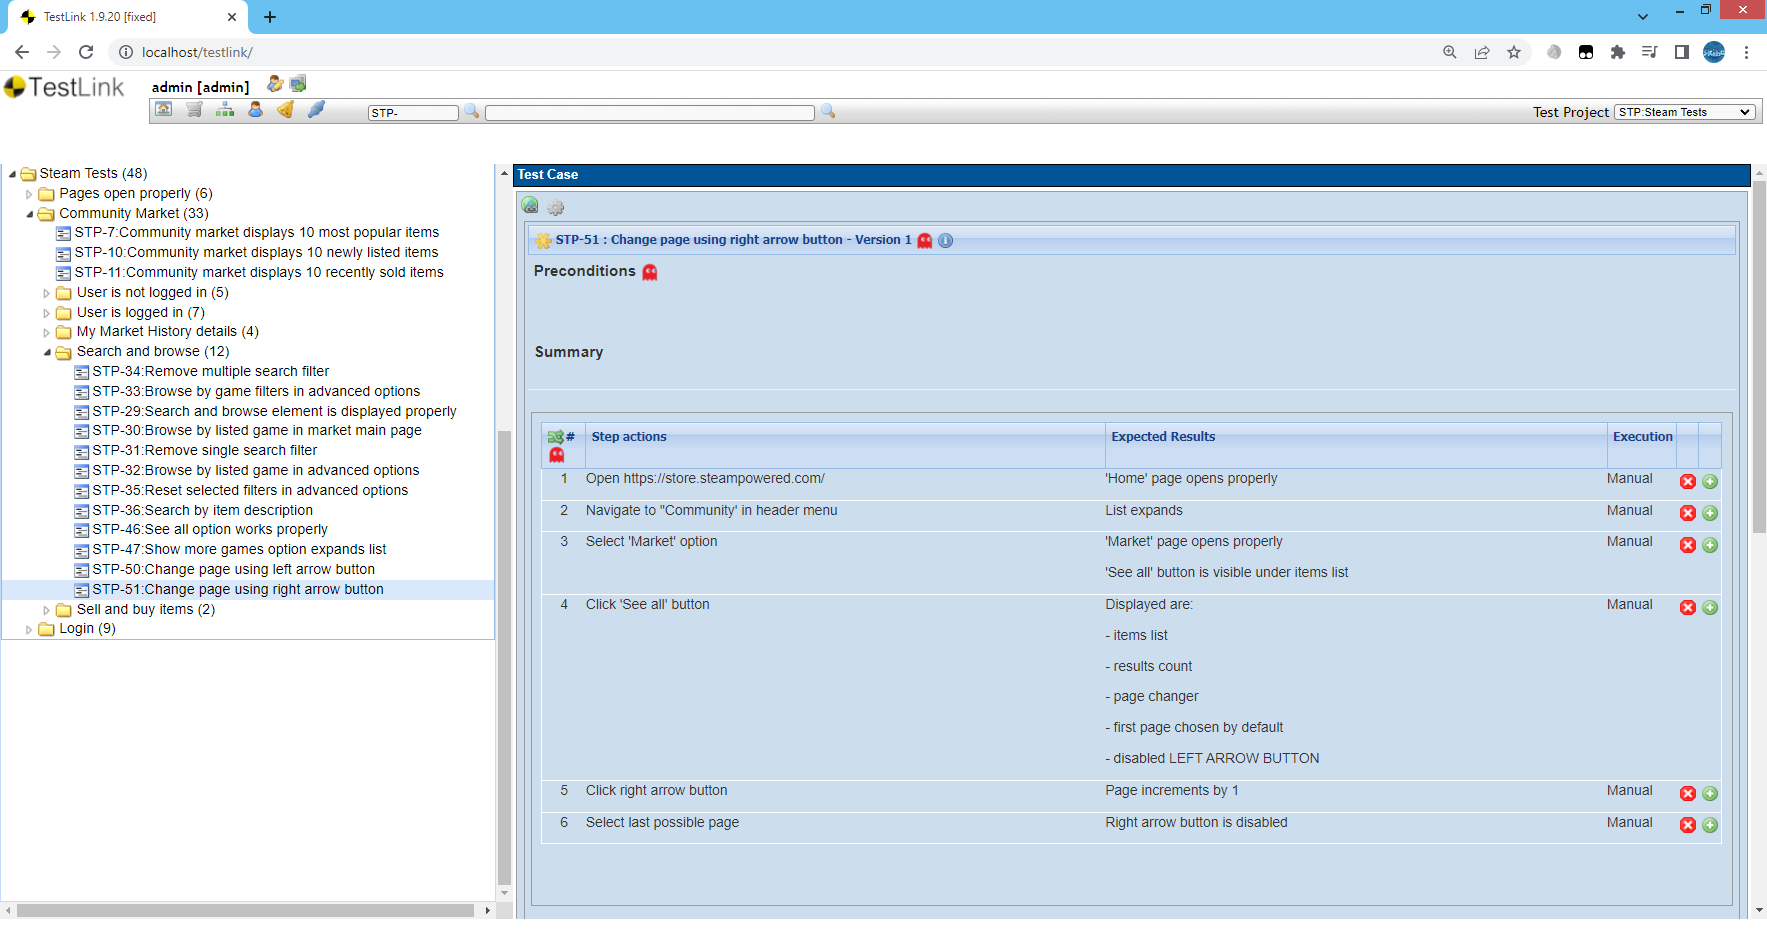 TestLink 1.9.20 [fixed]
localhost/testlink/
TestLink
admin [admin]
STP-
Test Project STP:Steam Tests
Steam Tests (48)
Pages open properly (6)
Community Market (33)
STP-7:Community market displays 10 most popular items
STP-10:Community market displays 10 newly listed items
STP-11:Community market displays 10 recently sold items
User is not logged in (5)
User is logged in (7)
My Market History details (4)
Search and browse (12)
STP-34:Remove multiple search filter
STP-33:Browse by game filters in advanced options
STP-29:Search and browse element is displayed properly
STP-30:Browse by listed game in market main page
STP-31:Remove single search filter
STP-32:Browse by listed game in advanced options
STP-35:Reset selected filters in advanced options
STP-36:Search by item description
STP-46:See all option works properly
STP-47:Show more games option expands list
STP-50:Change page using left arrow button
STP-51:Change page using right arrow button
Sell and buy items (2)
Login (9)
Test Case
STP-51 : Change page using right arrow button - Version 1
Preconditions
Summary
# Step actions Expected Results Execution
1 Open https://store.steampowered.com/ 'Home' page opens properly Manual
2 Navigate to "Community' in header menu List expands Manual
3 Select 'Market' option 'Market' page opens properly Manual
'See all' button is visible under items list
4 Click 'See all' button Displayed are: Manual
- items list
- results count
- page changer
- first page chosen by default
- disabled LEFT ARROW BUTTON
5 Click right arrow button Page increments by 1 Manual
6 Select last possible page Right arrow button is disabled Manual